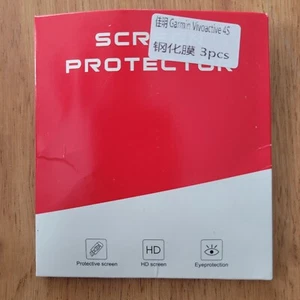 SCR
PROTECTOR
佳明 Garmin Vivoactive 4S
钢化膜 3pcs
HD
Protective screen
HD screen
Eyeprotection